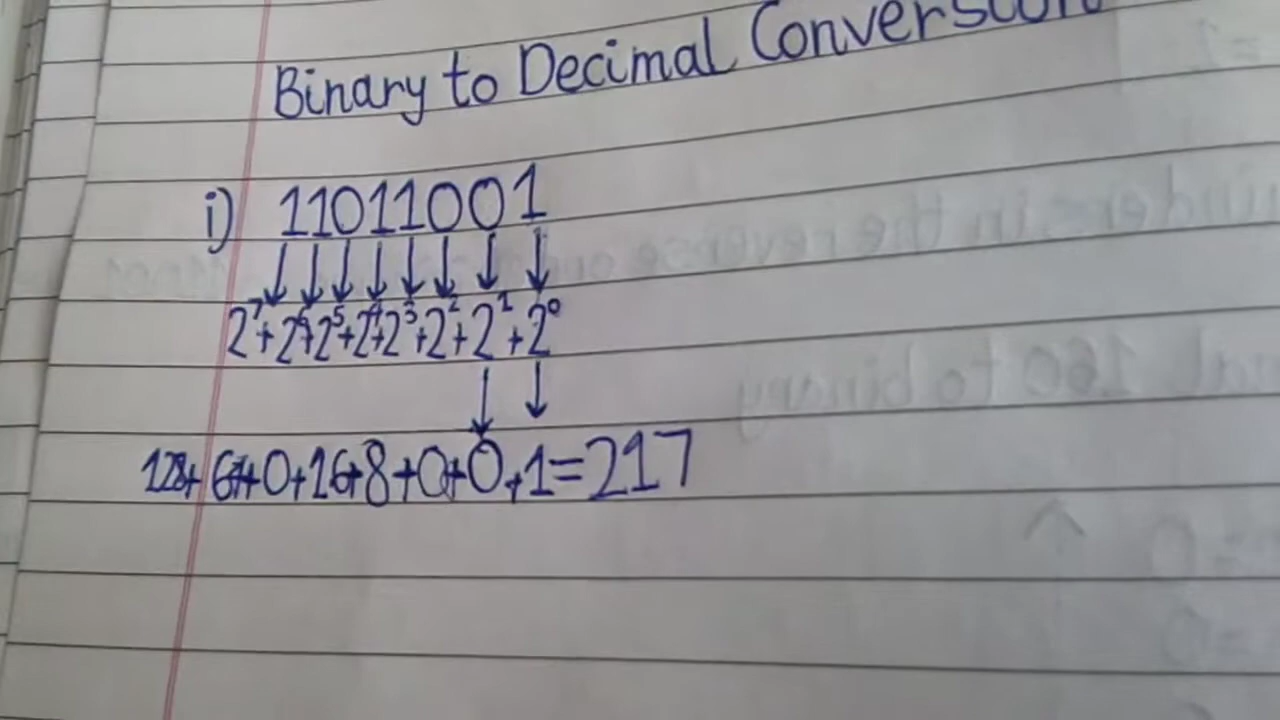 Binary to Decimal Conversion
i) 11011001
2⁷+2⁶+2⁵+2⁴+2³+2²+2¹+2⁰
128+64+0+16+8+0+0+1=217